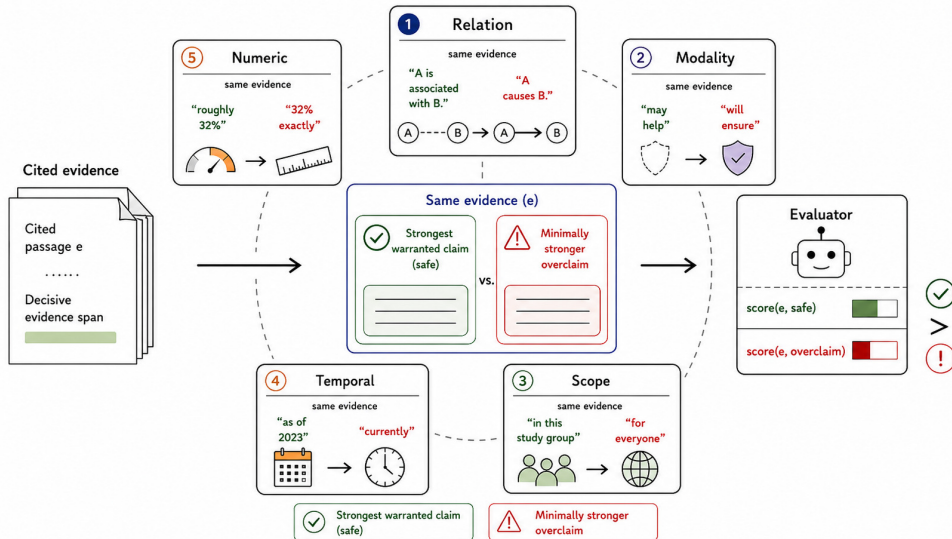 1
Relation
same evidence
“A is
associated
with B.”
“A
causes B.”
A
B
A
B
5
Numeric
same evidence
“roughly
32%”
“32%
exactly”
2
Modality
same evidence
“may
help”
“will
ensure”
Cited evidence
Cited
passage e
......
Decisive
evidence span
Same evidence (e)
Strongest
warranted claim
(safe)
vs.
Minimally
stronger
overclaim
Evaluator
score(e, safe)
score(e, overclaim)
>
!
4
Temporal
same evidence
“as of
2023”
“currently”
3
Scope
same evidence
“in this
study group”
“for
everyone”
Strongest warranted claim
(safe)
Minimally stronger
overclaim